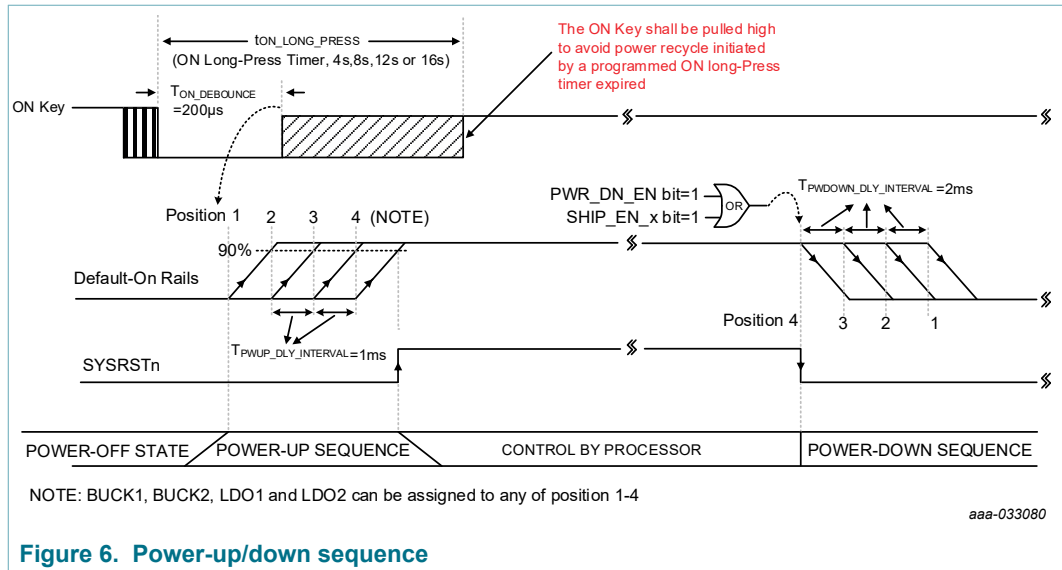 tON_LONG_PRESS
(ON Long-Press Timer, 4s,8s,12s or 16s)
The ON Key shall be pulled high
to avoid power recycle initiated
by a programmed ON long-Press
timer expired
TON_DEBOUNCE
=200µs
ON Key
Position 1
2
3
4 (NOTE)
90%
Default-On Rails
TPWUP_DLY_INTERVAL=1ms
PWR_DN_EN bit=1
SHIP_EN_x bit=1
OR
TPWDOWN_DLY_INTERVAL=2ms
Position 4
3
2
1
SYSRSTn
POWER-OFF STATE
POWER-UP SEQUENCE
CONTROL BY PROCESSOR
POWER-DOWN SEQUENCE
NOTE: BUCK1, BUCK2, LDO1 and LDO2 can be assigned to any of position 1-4
aaa-033080
Figure 6. Power-up/down sequence